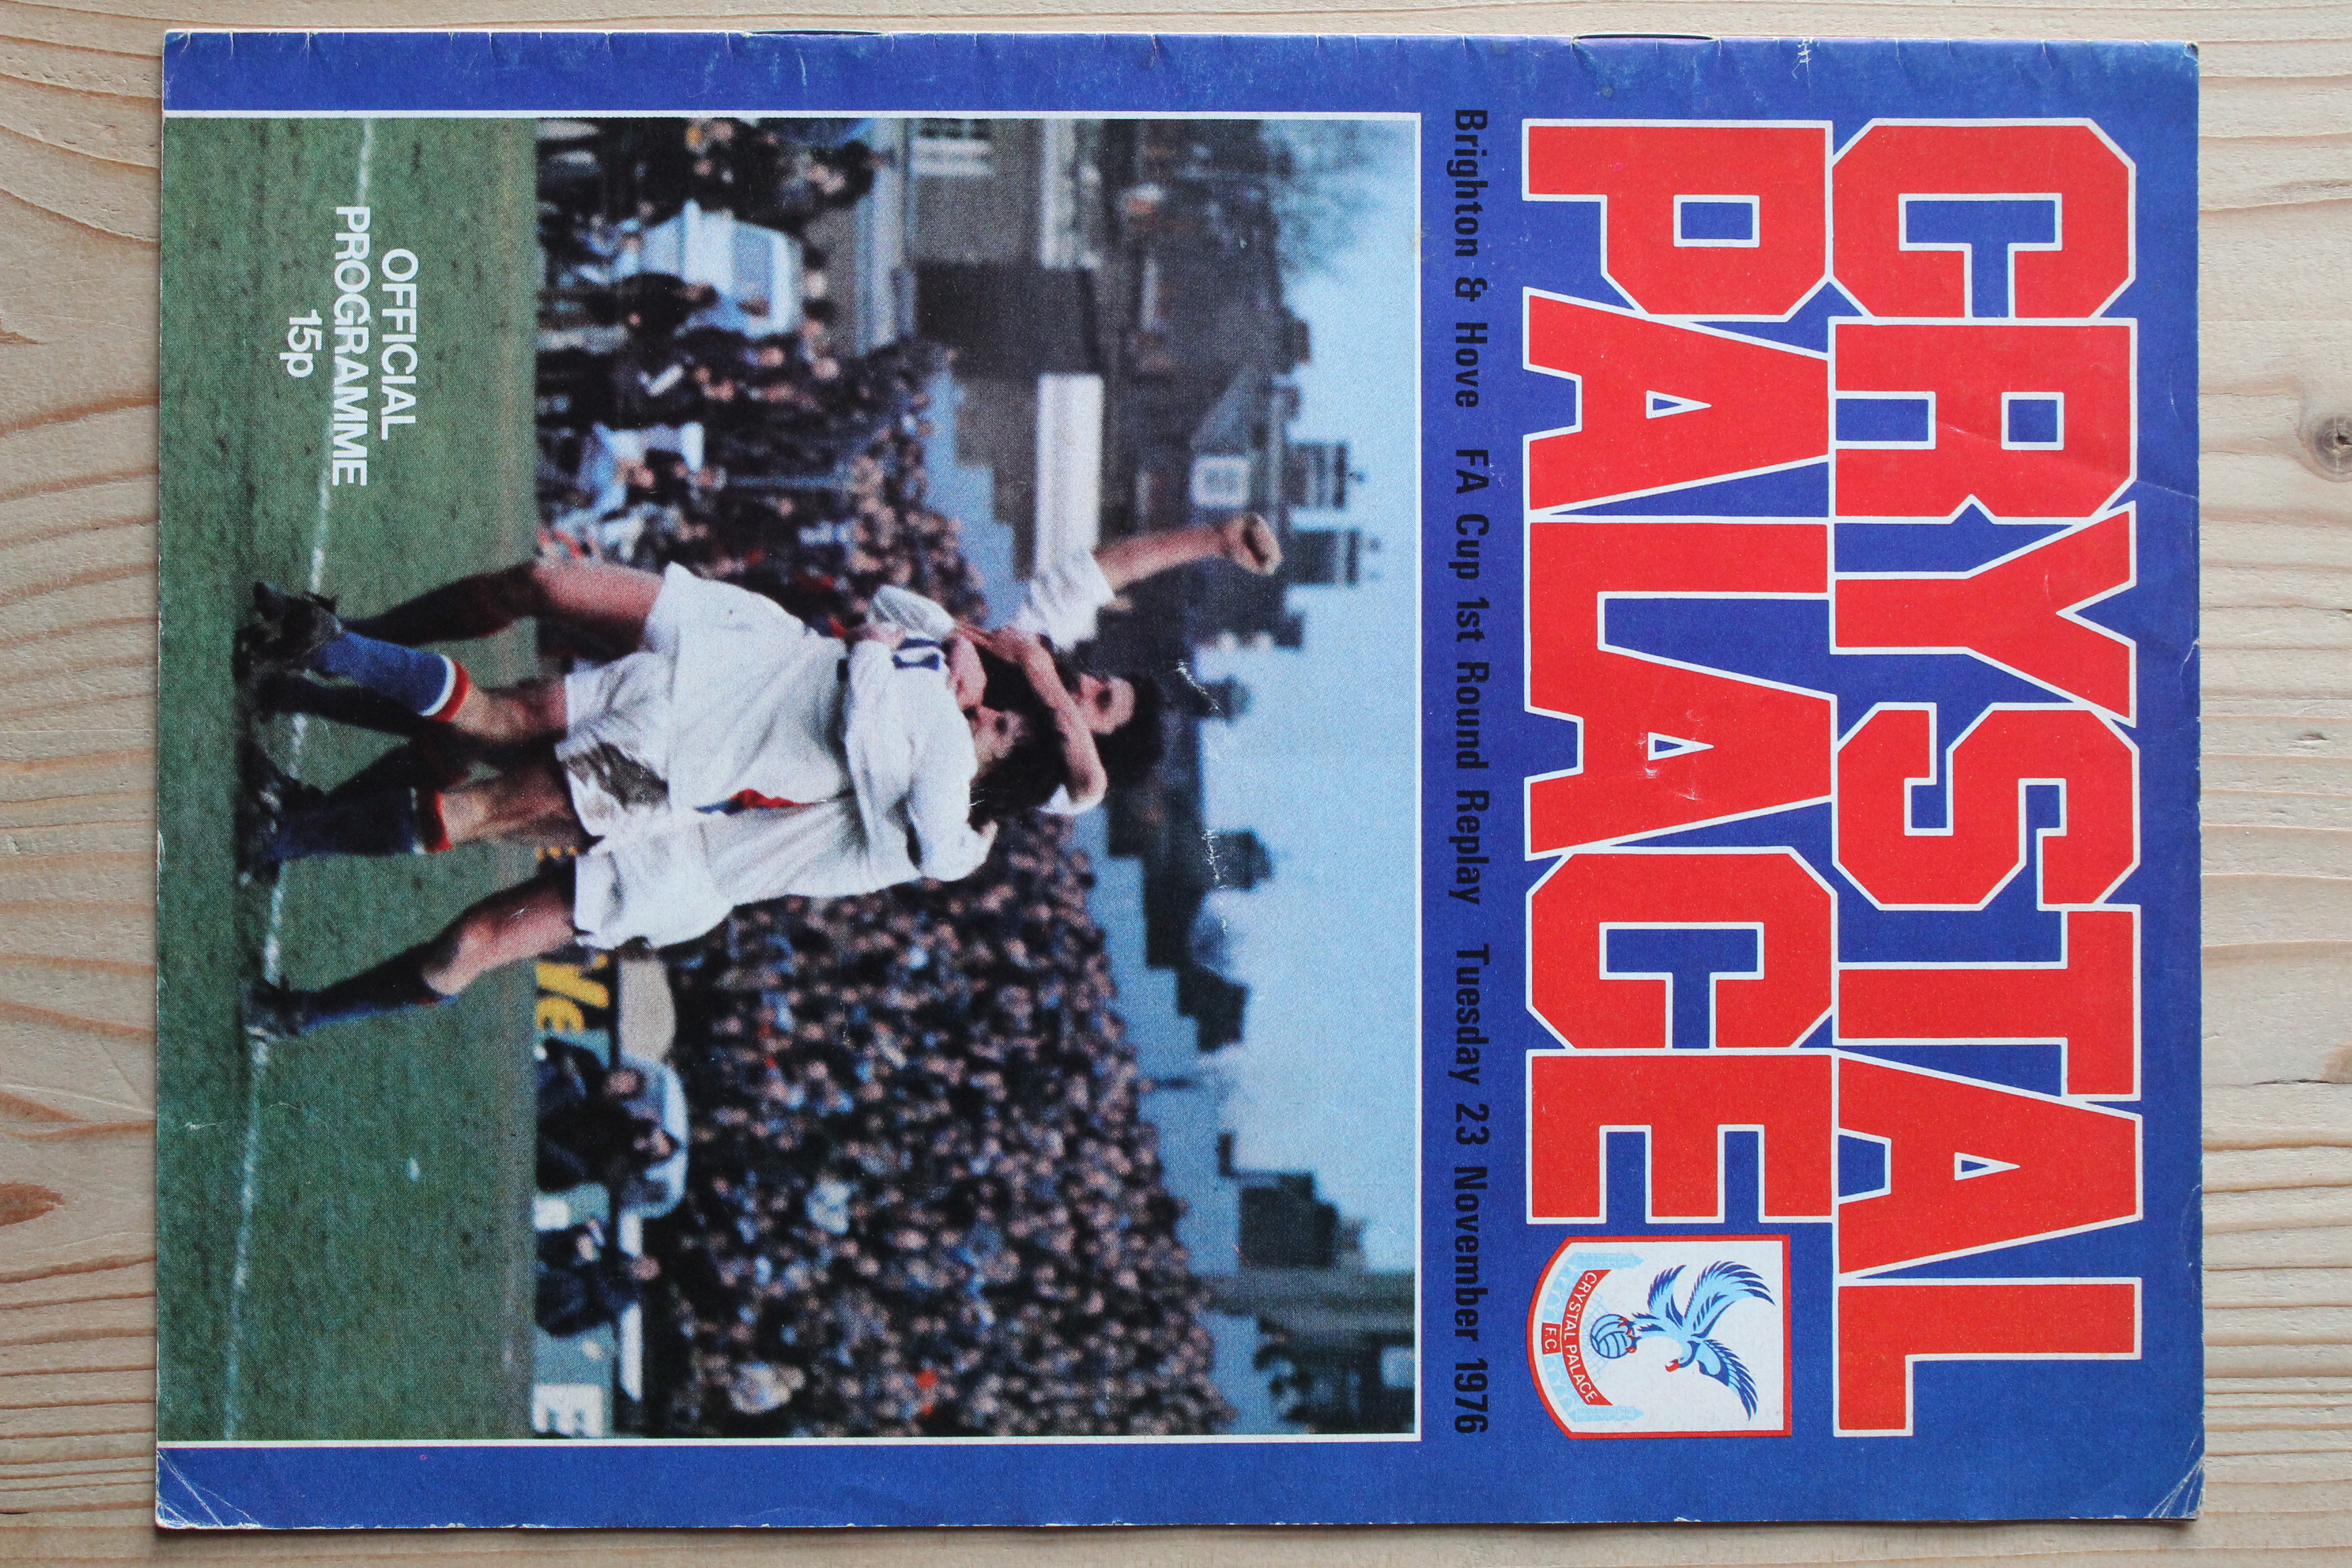 CRYSTAL
PALACE
CRYSTAL PALACE
F.C.
Brighton & Hove FA Cup 1st Round Replay Tuesday 23 November 1976
OFFICIAL
PROGRAMME
15p